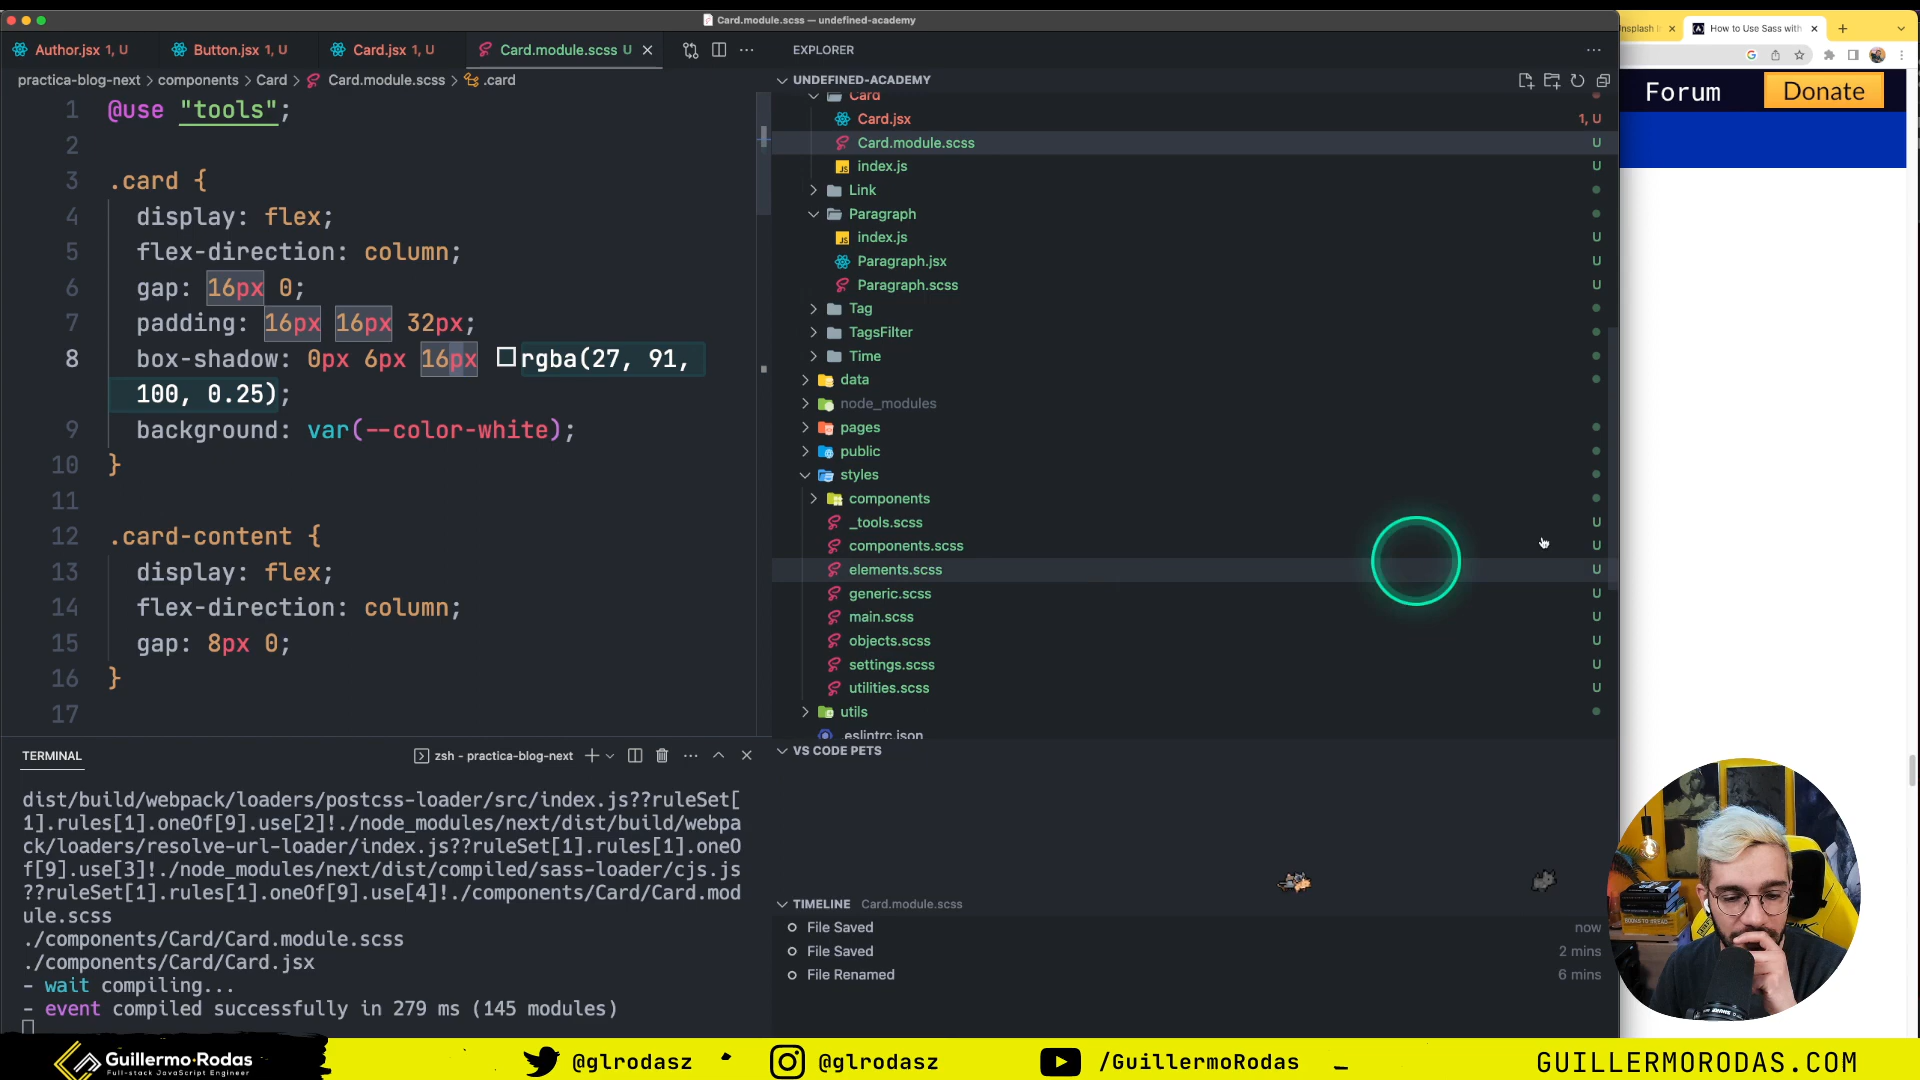 Card.module.scss — undefined-academy
Author.jsx 1, U
Button.jsx 1, U
Card.jsx 1, U
Card.module.scss U
practica-blog-next > components > Card > Card.module.scss > .card
1 @use "tools";
2
3 .card {
4 display: flex;
5 flex-direction: column;
6 gap: 16px 0;
7 padding: 16px 16px 32px;
8 box-shadow: 0px 6px 16px rgba(27, 91,
100, 0.25);
9 background: var(--color-white);
10 }
11
12 .card-content {
13 display: flex;
14 flex-direction: column;
15 gap: 8px 0;
16 }
17
EXPLORER
UNDEFINED-ACADEMY
Card
Card.jsx 1, U
Card.module.scss U
index.js U
Link
Paragraph
index.js U
Paragraph.jsx U
Paragraph.scss U
Tag
TagsFilter
Time
data
node_modules
pages
public
styles
components
_tools.scss U
components.scss U
elements.scss U
generic.scss U
main.scss U
objects.scss U
settings.scss U
utilities.scss U
utils
.eslintrc.json
VS CODE PETS
TIMELINE Card.module.scss
File Saved now
File Saved 2 mins
File Renamed 6 mins
TERMINAL
zsh - practica-blog-next
dist/build/webpack/loaders/postcss-loader/src/index.js??ruleSet[
1].rules[1].oneOf[9].use[2]!./node_modules/next/dist/build/webpa
ck/loaders/resolve-url-loader/index.js??ruleSet[1].rules[1].oneO
f[9].use[3]!./node_modules/next/dist/compiled/sass-loader/cjs.js
??ruleSet[1].rules[1].oneOf[9].use[4]!./components/Card/Card.mod
ule.scss
./components/Card/Card.module.scss
./components/Card/Card.jsx
- wait compiling...
- event compiled successfully in 279 ms (145 modules)
How to Use Sass with
Forum
Donate
Guillermo Rodas
Full-stack JavaScript Engineer
@glrodasz
@glrodasz
/GuillermoRodas
GUILLERMORODAS.COM